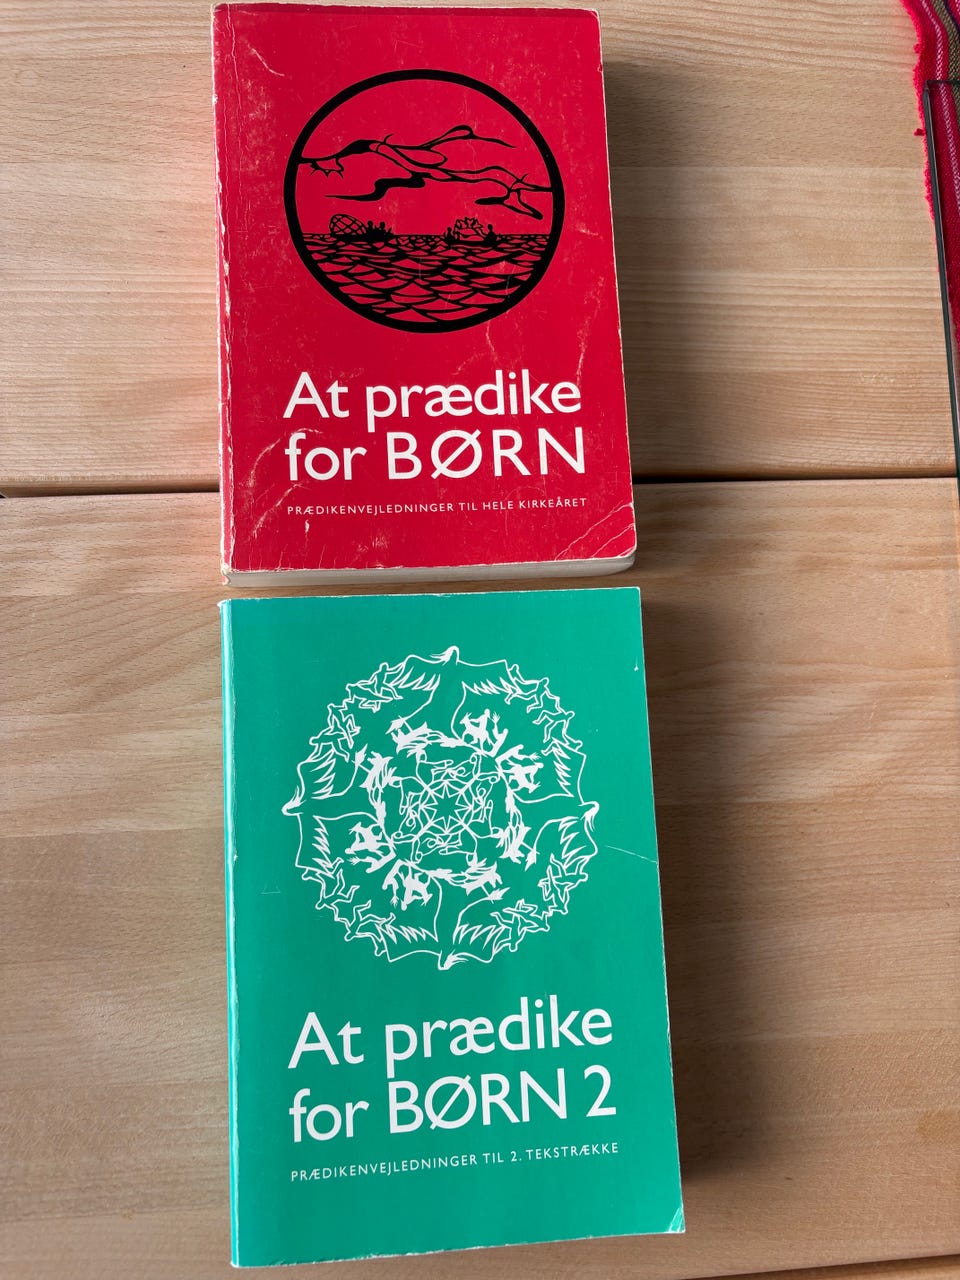 At prædike
for BØRN
PRÆDIKENVEJLEDNINGER TIL HELE KIRKEÅRET
At prædike
for BØRN 2
PRÆDIKENVEJLEDNINGER TIL 2. TEKSTRÆKKE